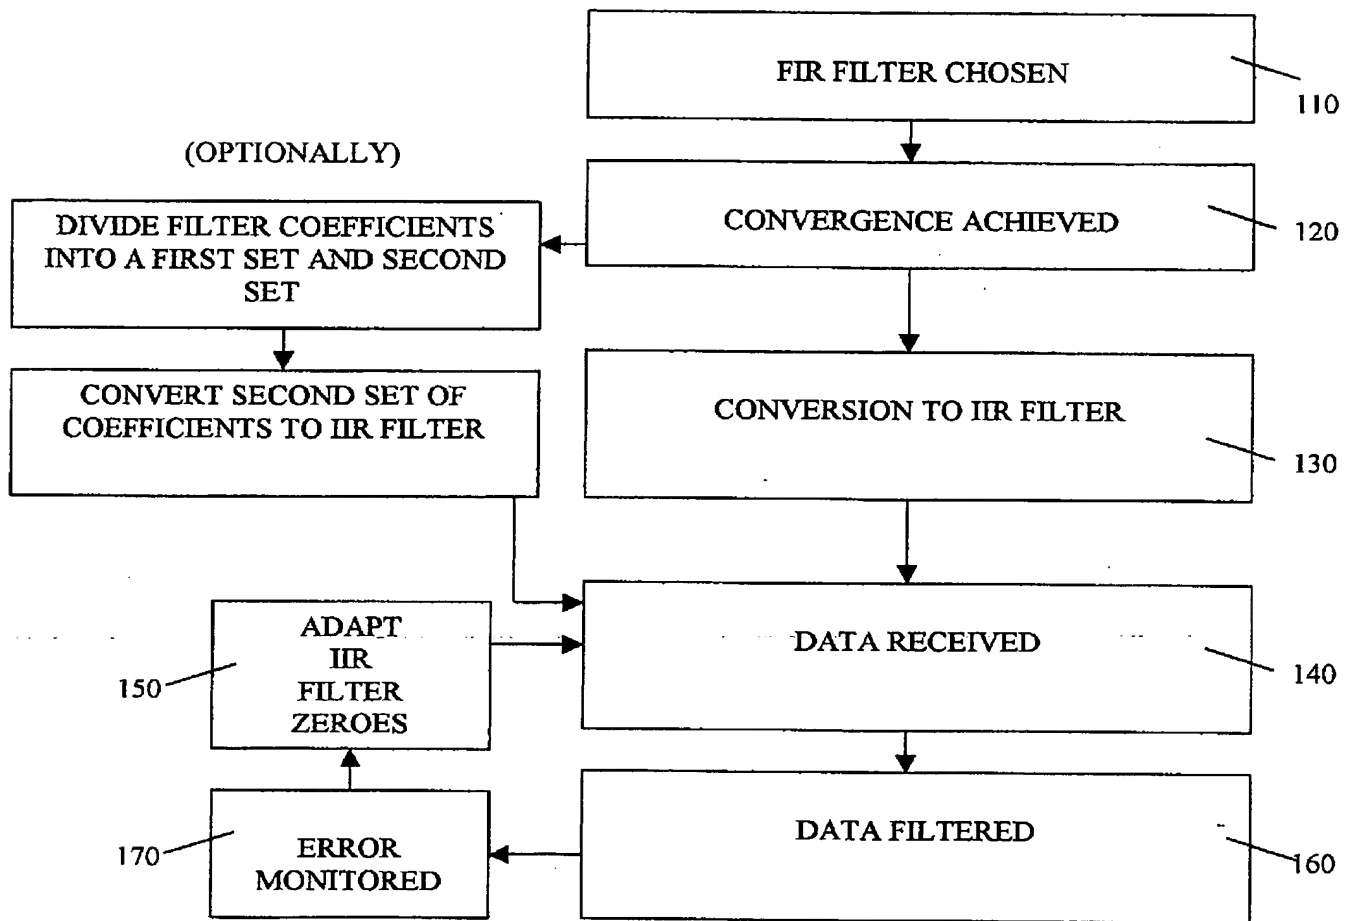 FIR FILTER CHOSEN
110
(OPTIONALLY)
DIVIDE FILTER COEFFICIENTS
INTO A FIRST SET AND SECOND
SET
CONVERGENCE ACHIEVED
120
CONVERT SECOND SET OF
COEFFICIENTS TO IIR FILTER
CONVERSION TO IIR FILTER
130
ADAPT
IIR
FILTER
ZEROES
150
DATA RECEIVED
140
DATA FILTERED
160
170
ERROR
MONITORED